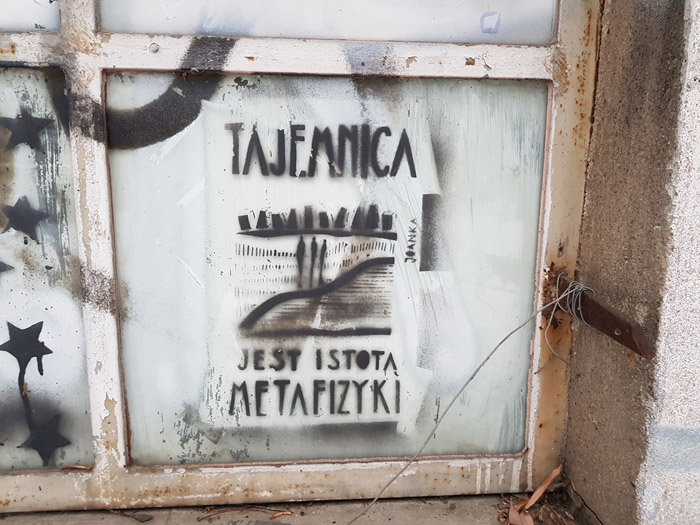 TAJEMNICA
JOANKA
JEST ISTOTĄ
METAFIZYKI